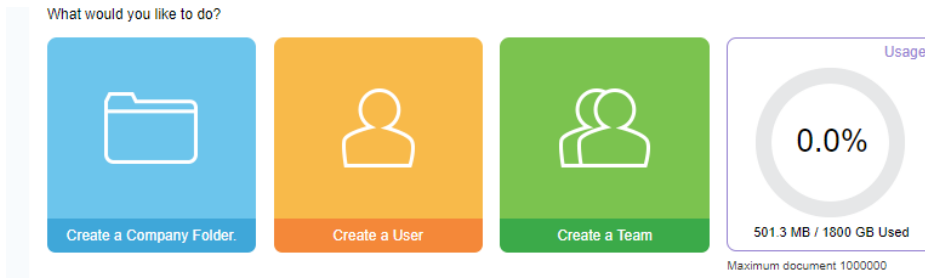 What would you like to do?
Usage
0.0%
Create a Company Folder.
Create a User
Create a Team
501.3 MB / 1800 GB Used
Maximum document 1000000